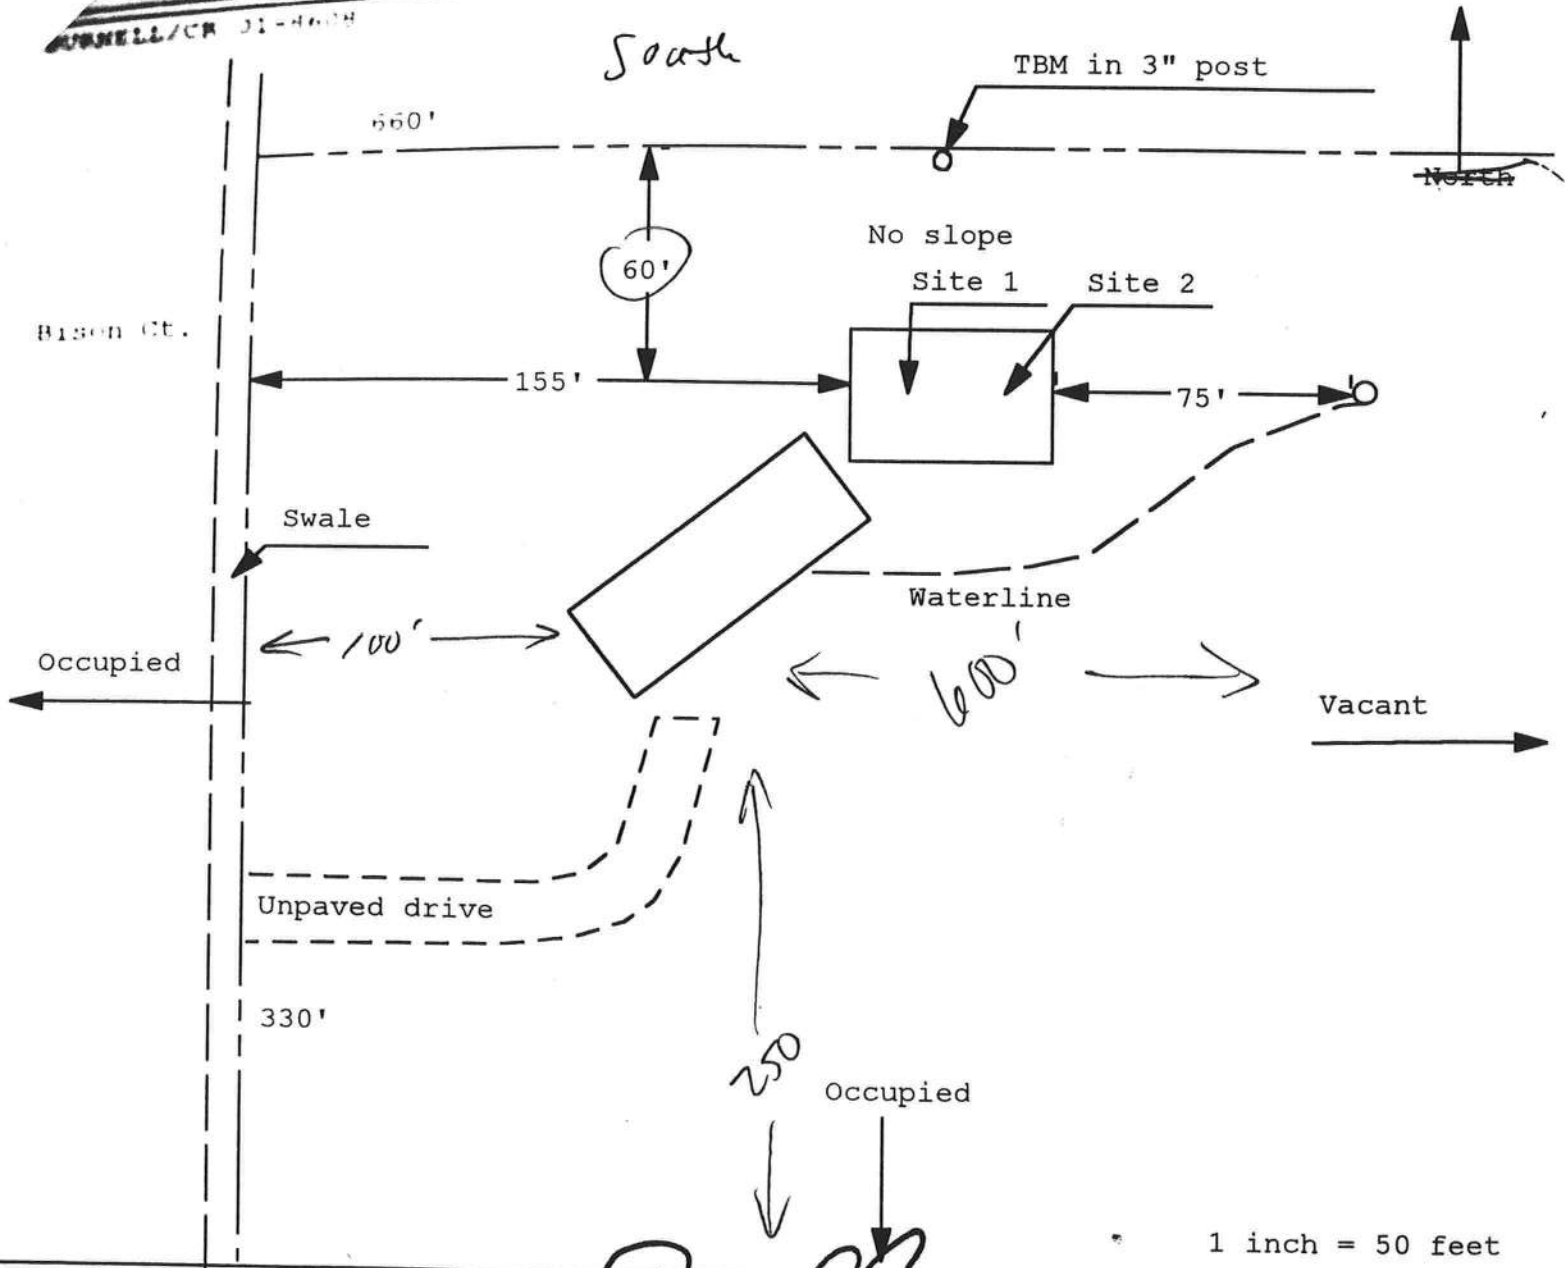 South
TBM in 3" post
660'
North
No slope
60'
Site 1
Site 2
Bison Ct.
155'
75'
Swale
Waterline
100'
Occupied
600'
Vacant
Unpaved drive
330'
250
Occupied
1 inch = 50 feet